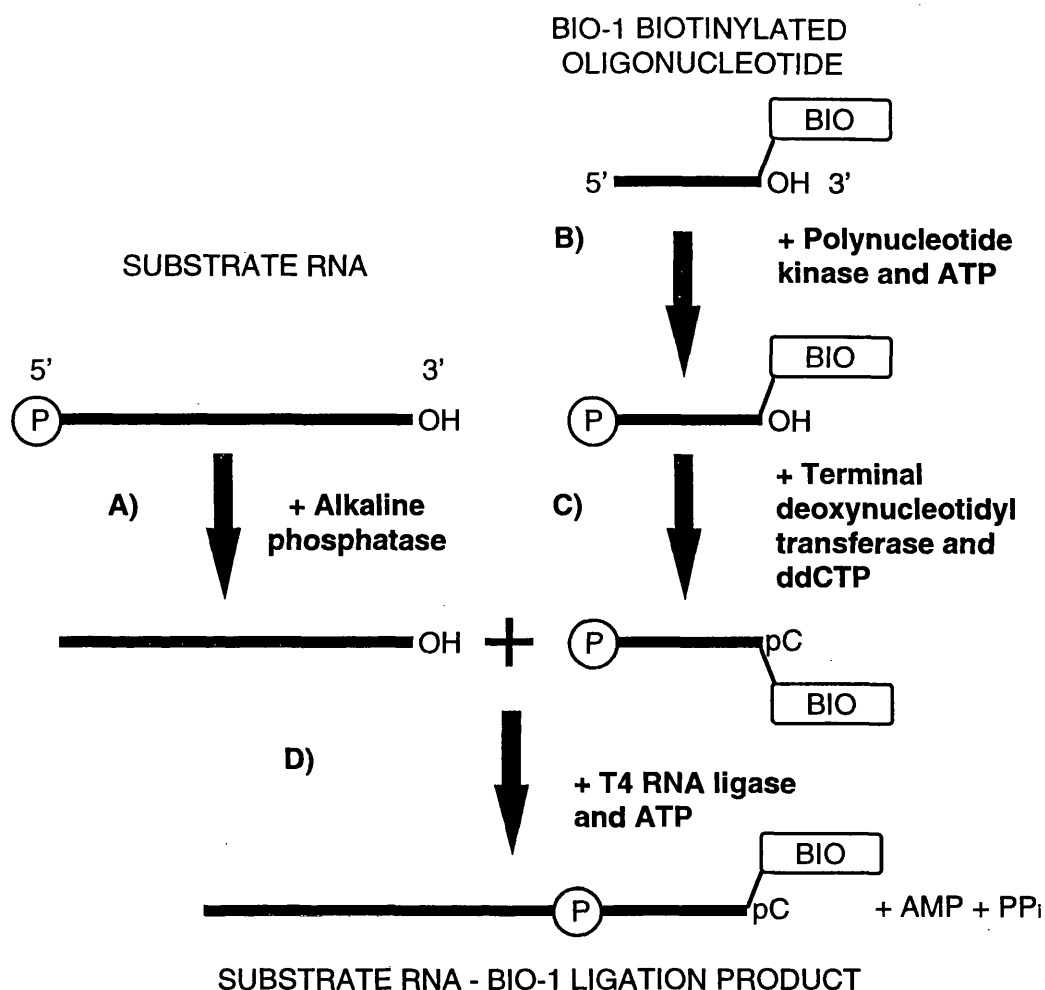 BIO-1 BIOTINYLATED
OLIGONUCLEOTIDE
BIO
5' OH 3'
B) + Polynucleotide
kinase and ATP
SUBSTRATE RNA
BIO
5' 3'
P OH P OH
A) + Alkaline
phosphatase
C) + Terminal
deoxynucleotidyl
transferase and
ddCTP
OH + P pC
BIO
D) + T4 RNA ligase
and ATP
BIO
P pC + AMP + PPi
SUBSTRATE RNA - BIO-1 LIGATION PRODUCT